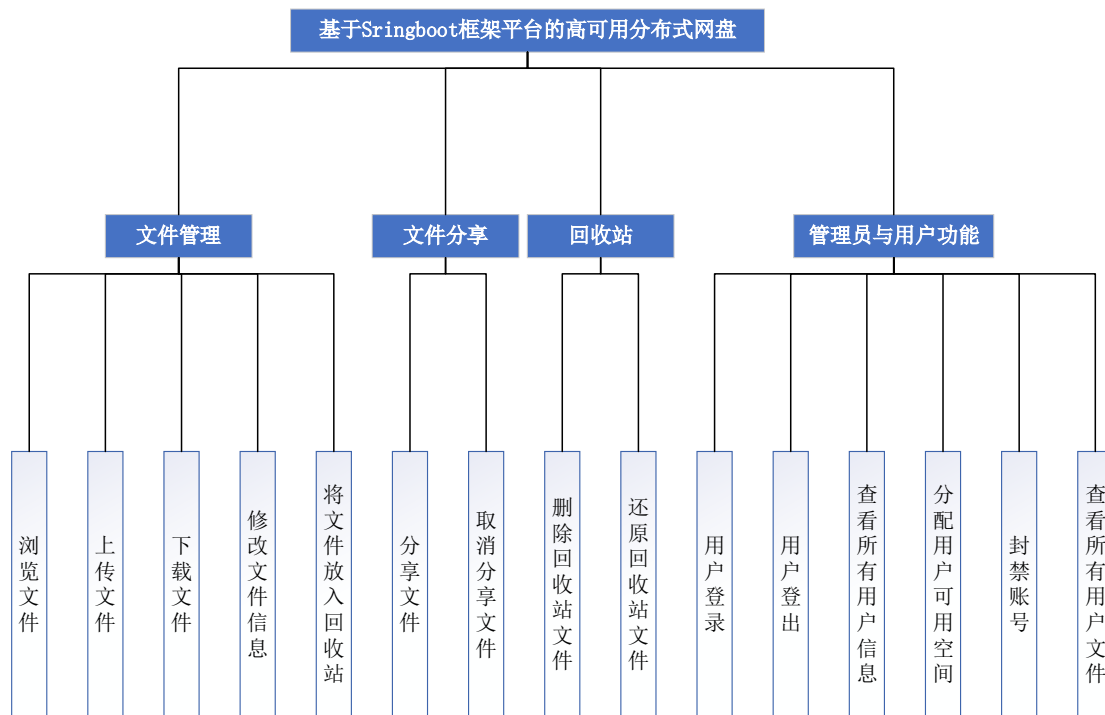 基于Sringboot框架平台的高可用分布式网盘
文件管理
文件分享
回收站
管理员与用户功能
浏览文件
上传文件
下载文件
修改文件信息
将文件放入回收站
分享文件
取消分享文件
删除回收站文件
还原回收站文件
用户登录
用户登出
查看所有用户信息
分配用户可用空间
封禁账号
查看所有用户文件